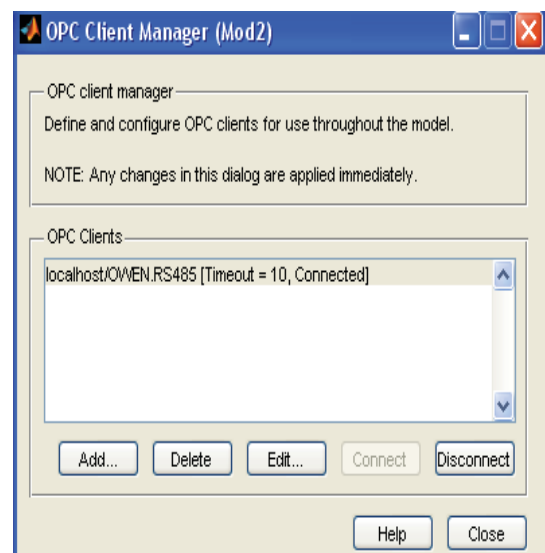 OPC Client Manager (Mod2)
OPC client manager
Define and configure OPC clients for use throughout the model.
NOTE: Any changes in this dialog are applied immediately.
OPC Clients
localhost/OWEN.RS485 [Timeout = 10, Connected]
Add... Delete Edit... Connect Disconnect
Help Close